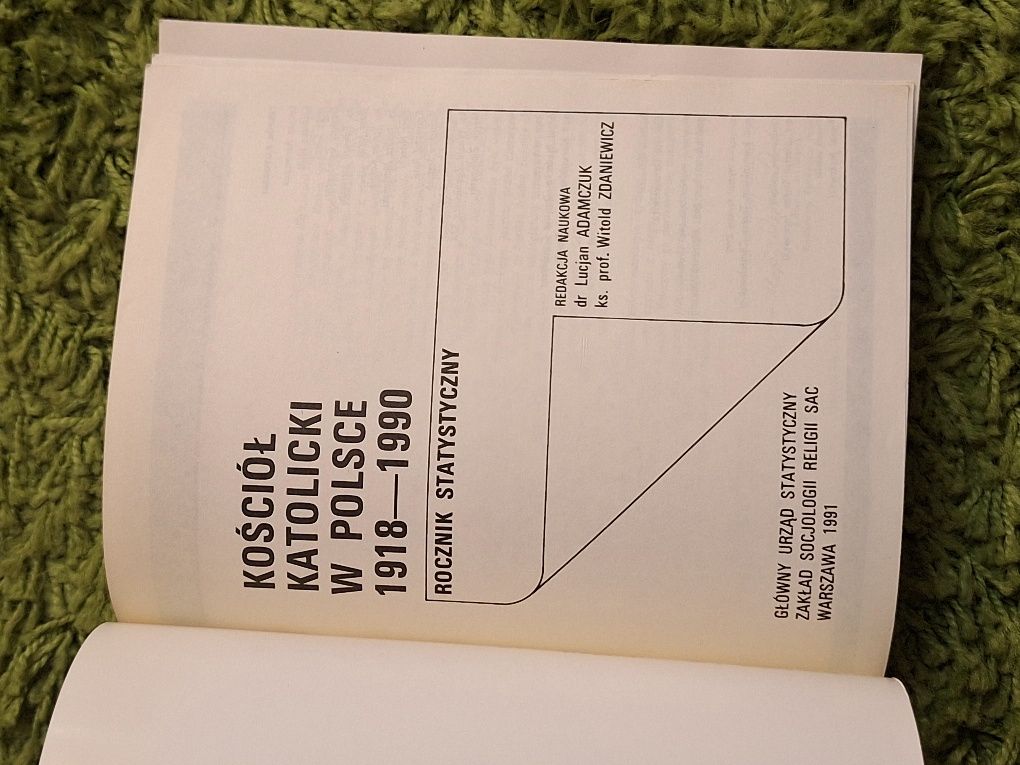 KOŚCIÓŁ
KATOLICKI
W POLSCE
1918—1990
ROCZNIK STATYSTYCZNY
REDAKCJA NAUKOWA
dr Lucjan ADAMCZUK
ks. prof. Witold ZDANIEWICZ
GŁÓWNY URZĄD STATYSTYCZNY
ZAKŁAD SOCJOLOGII RELIGII SAC
WARSZAWA 1991